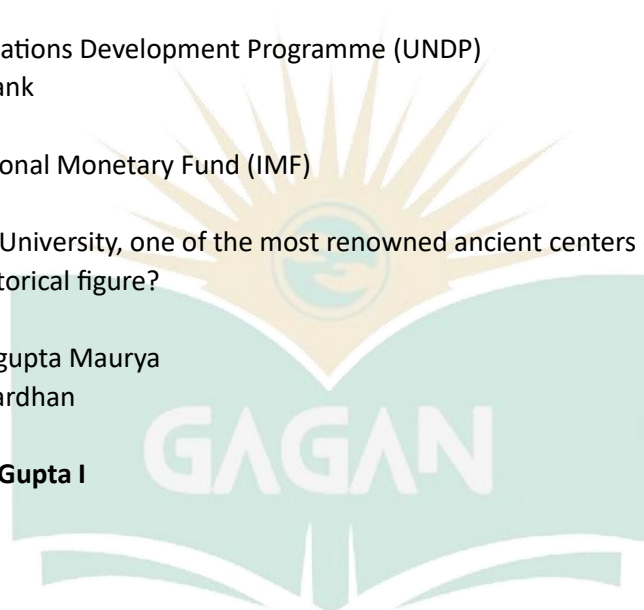 ations Development Programme (UNDP)
ank
onal Monetary Fund (IMF)
University, one of the most renowned ancient centers
torical figure?
gupta Maurya
ardhan
Gupta I
GAGAN